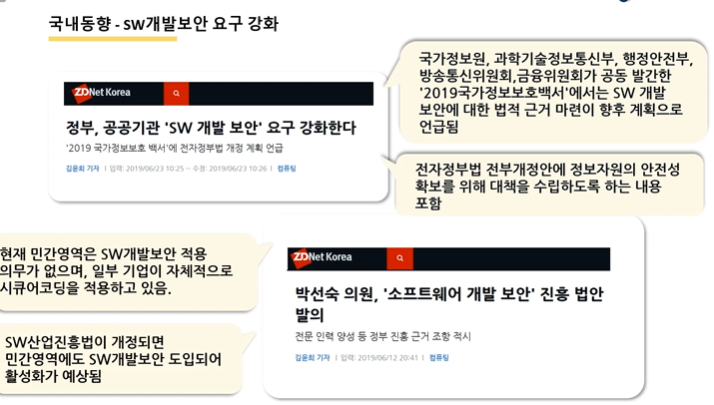 국내동향 - SW개발보안 요구 강화
ZDNet Korea
정부, 공공기관 'SW 개발 보안' 요구 강화한다
'2019 국가정보보호 백서'에 전자정부법 개정 계획 언급
김윤희 기자 | 입력: 2019/06/23 10:25 -- 수정: 2019/06/23 10:26 | 컴퓨팅
국가정보원, 과학기술정보통신부, 행정안전부,
방송통신위원회,금융위원회가 공동 발간한
'2019국가정보보호백서'에서는 SW 개발
보안에 대한 법적 근거 마련이 향후 계획으로
언급됨
전자정부법 전부개정안에 정보자원의 안전성
확보를 위해 대책을 수립하도록 하는 내용
포함
현재 민간영역은 SW개발보안 적용
의무가 없으며, 일부 기업이 자체적으로
시큐어코딩을 적용하고 있음.
SW산업진흥법이 개정되면
민간영역에도 SW개발보안 도입되어
활성화가 예상됨
ZDNet Korea
박선숙 의원, '소프트웨어 개발 보안' 진흥 법안
발의
전문 인력 양성 등 정부 진흥 근거 조항 적시
김윤희 기자 | 입력: 2019/06/12 20:41 | 컴퓨팅